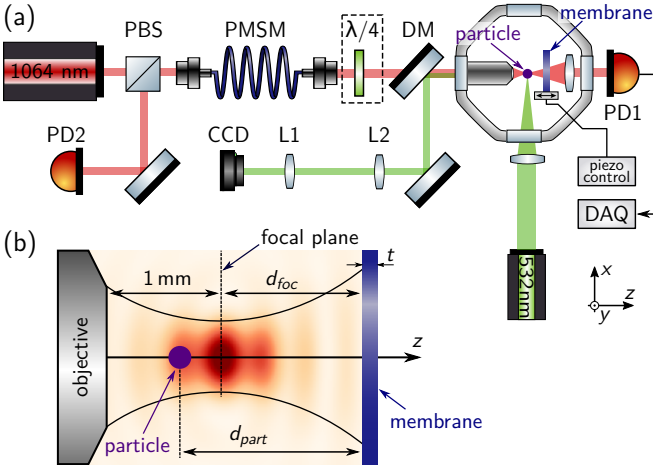 (a)
PBS
PMSM
λ/4
DM
membrane
particle
1064 nm
PD2
CCD
L1
L2
PD1
piezo
control
DAQ
532nm
x
y
z
(b)
focal plane
1 mm
d_foc
t
objective
z
particle
d_part
membrane